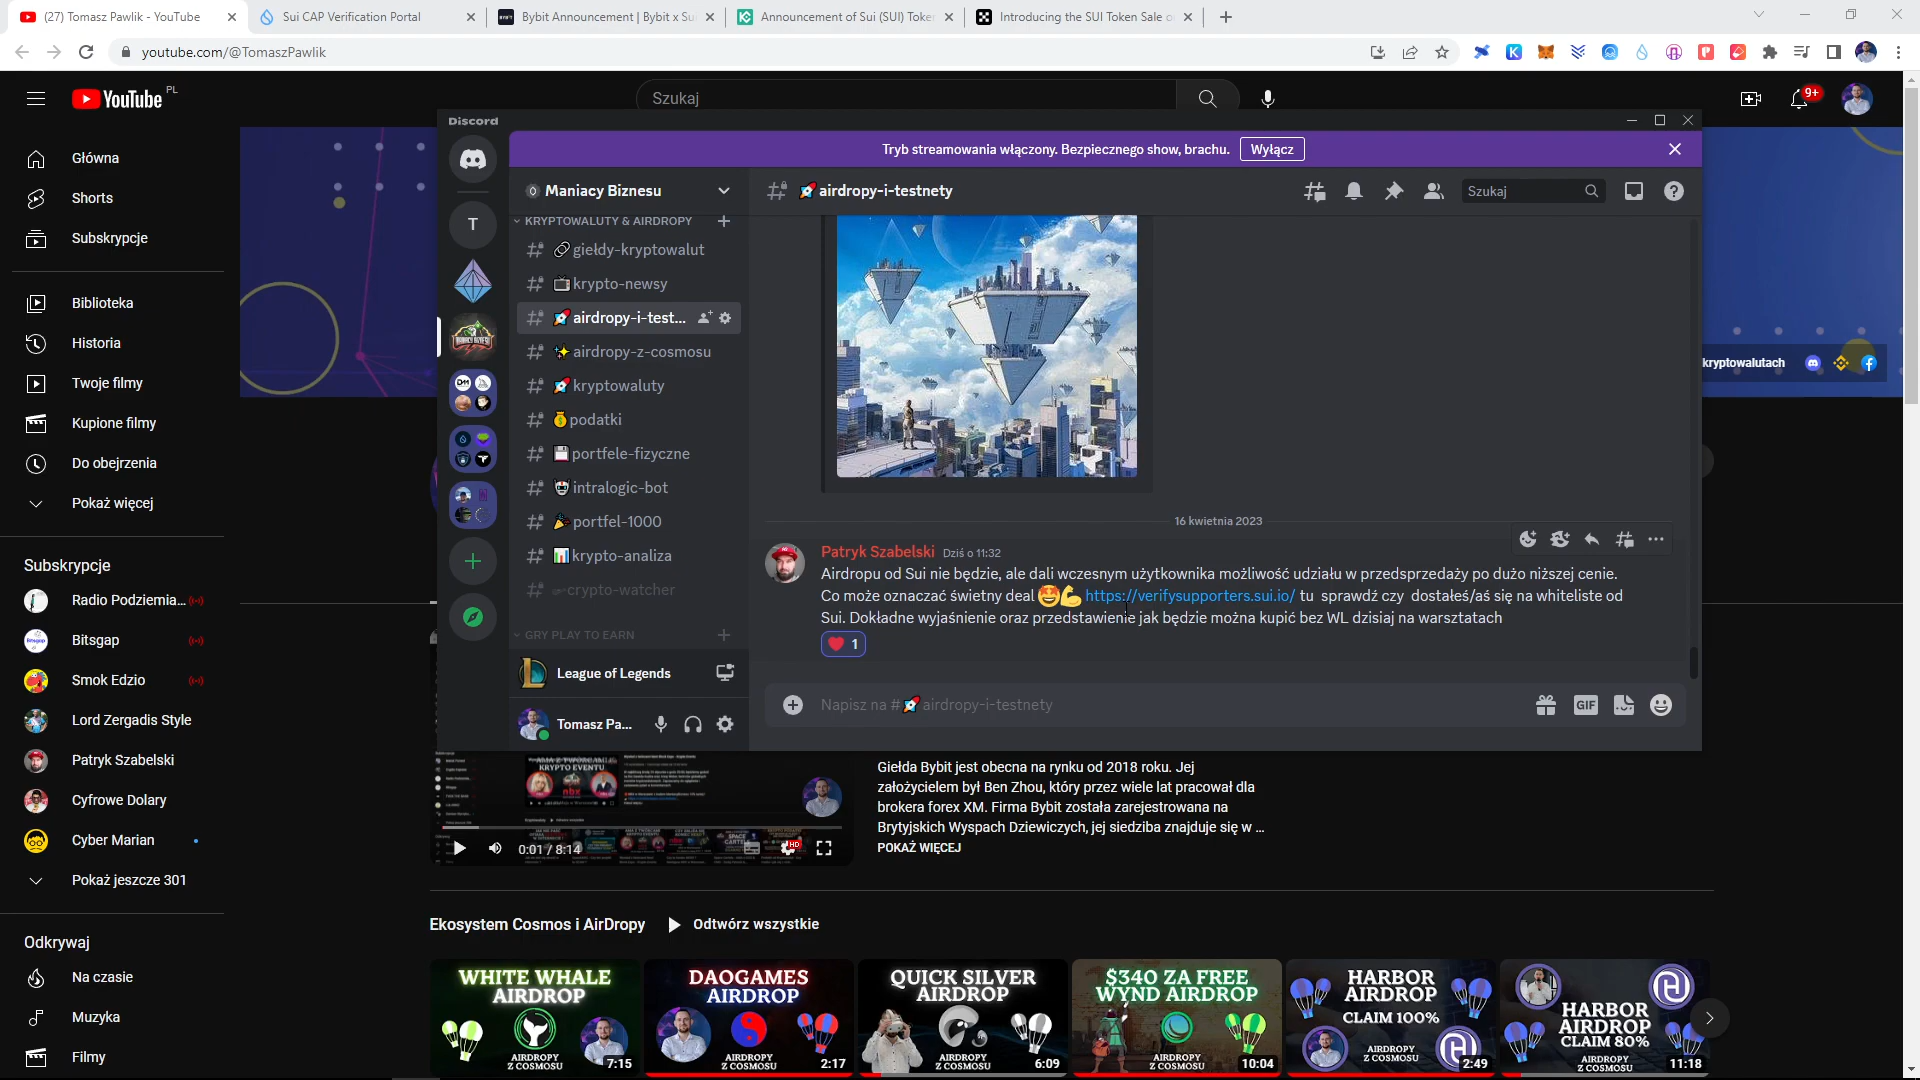 (27) Tomasz Pawlik - YouTube
Sui CAP Verification Portal
Bybit Announcement | Bybit x Su
Announcement of Sui (SUI) Toke
Introducing the SUI Token Sale o
youtube.com/@TomaszPawlik
YouTube PL
Szukaj
9+
Główna
Shorts
Subskrypcje
Biblioteka
Historia
Twoje filmy
Kupione filmy
Do obejrzenia
Pokaż więcej
Subskrypcje
Radio Podziemia...
Bitsgap
Smok Edzio
Lord Zergadis Style
Patryk Szabelski
Cyfrowe Dolary
Cyber Marian
Pokaż jeszcze 301
Odkrywaj
Na czasie
Muzyka
Filmy
Discord
Tryb streamowania włączony. Bezpiecznego show, brachu.
Wyłącz
T
Maniacy Biznesu
KRYPTOWALUTY & AIRDROPY
giełdy-kryptowalut
krypto-newsy
airdropy-i-test...
airdropy-z-cosmosu
kryptowaluty
podatki
portfele-fizyczne
intralogic-bot
portfel-1000
krypto-analiza
crypto-watcher
GRY PLAY TO EARN
League of Legends
Tomasz Pa...
airdropy-i-testnety
Szukaj
16 kwietnia 2023
Patryk Szabelski Dziś o 11:32
Airdropu od Sui nie będzie, ale dali wczesnym użytkownika możliwość udziału w przedsprzedaży po dużo niższej cenie.
Co może oznaczać świetny deal 🤩💪 https://verifysupporters.sui.io/ tu sprawdź czy dostałeś/aś się na whiteliste od
Sui. Dokładne wyjaśnienie oraz przedstawienie jak będzie można kupić bez WL dzisiaj na warsztatach
1
Napisz na #🚀airdropy-i-testnety
GIF
kryptowalutach
0:01 / 8:14
HD
Giełda Bybit jest obecna na rynku od 2018 roku. Jej
założycielem był Ben Zhou, który przez wiele lat pracował dla
brokera forex XM. Firma Bybit została zarejestrowana na
Brytyjskich Wyspach Dziewiczych, jej siedziba znajduje się w ...
POKAŻ WIĘCEJ
Ekosystem Cosmos i AirDropy
Odtwórz wszystkie
WHITE WHALE
AIRDROP
AIRDROPY
Z COSMOSU
7:15
DAOGAMES
AIRDROP
AIRDROPY
Z COSMOSU
2:17
QUICK SILVER
AIRDROP
AIRDROPY
Z COSMOSU
6:09
$340 ZA FREE
WYND AIRDROP
AIRDROPY
Z COSMOSU
10:04
HARBOR
AIRDROP
CLAIM 100%
AIRDROPY
Z COSMOSU
2:49
HARBOR
AIRDROP
CLAIM 80%
AIRDROPY
Z COSMOSU
11:18